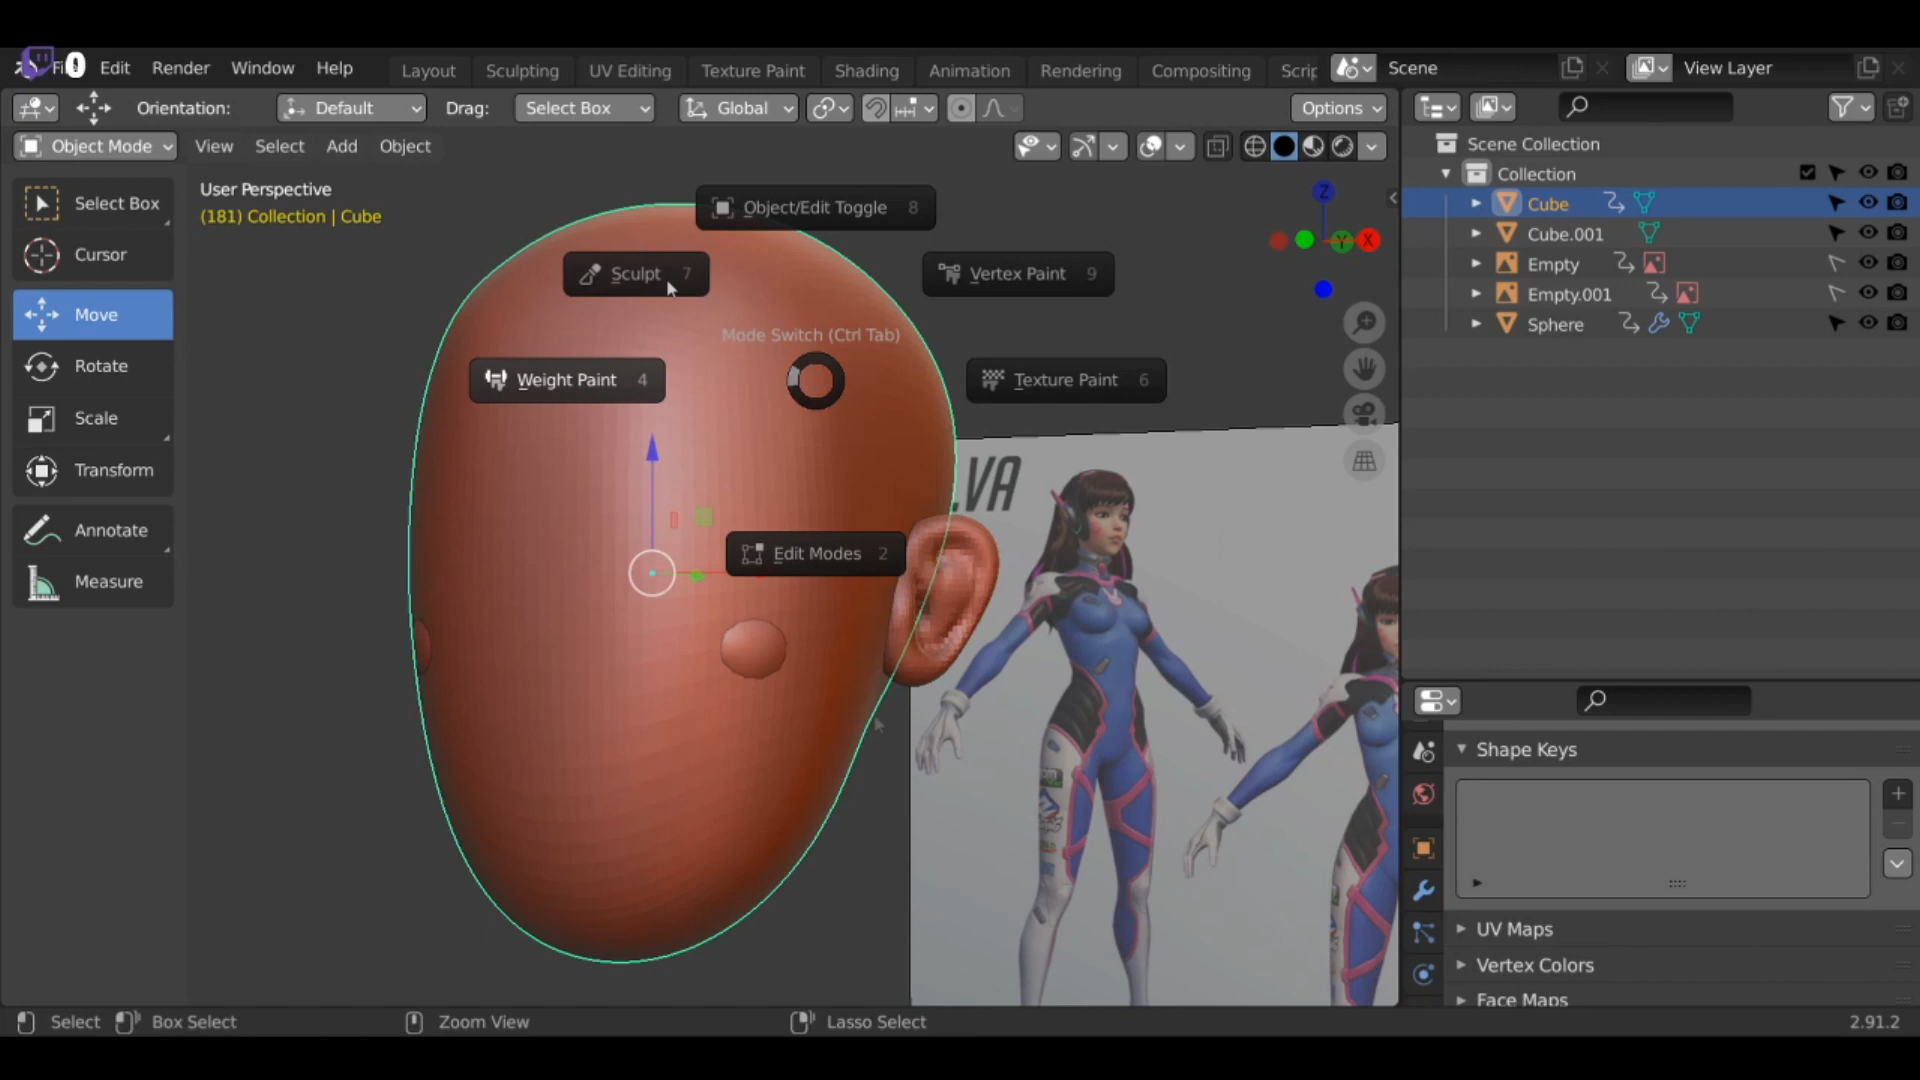 0
Edit Render Window Help Layout Sculpting UV Editing Texture Paint Shading Animation Rendering Compositing Scrip Scene View Layer
Orientation: Default Drag: Select Box Global Options
Object Mode View Select Add Object
User Perspective
(181) Collection | Cube
Select Box
Cursor
Move
Rotate
Scale
Transform
Annotate
Measure
Object/Edit Toggle 8
Sculpt 7
Vertex Paint 9
Mode Switch (Ctrl Tab)
Weight Paint 4
Texture Paint 6
Edit Modes 2
Z
Y
X
.VA
Scene Collection
Collection
Cube
Cube.001
Empty
Empty.001
Sphere
Shape Keys
UV Maps
Vertex Colors
Face Maps
Select Box Select Zoom View Lasso Select 2.91.2